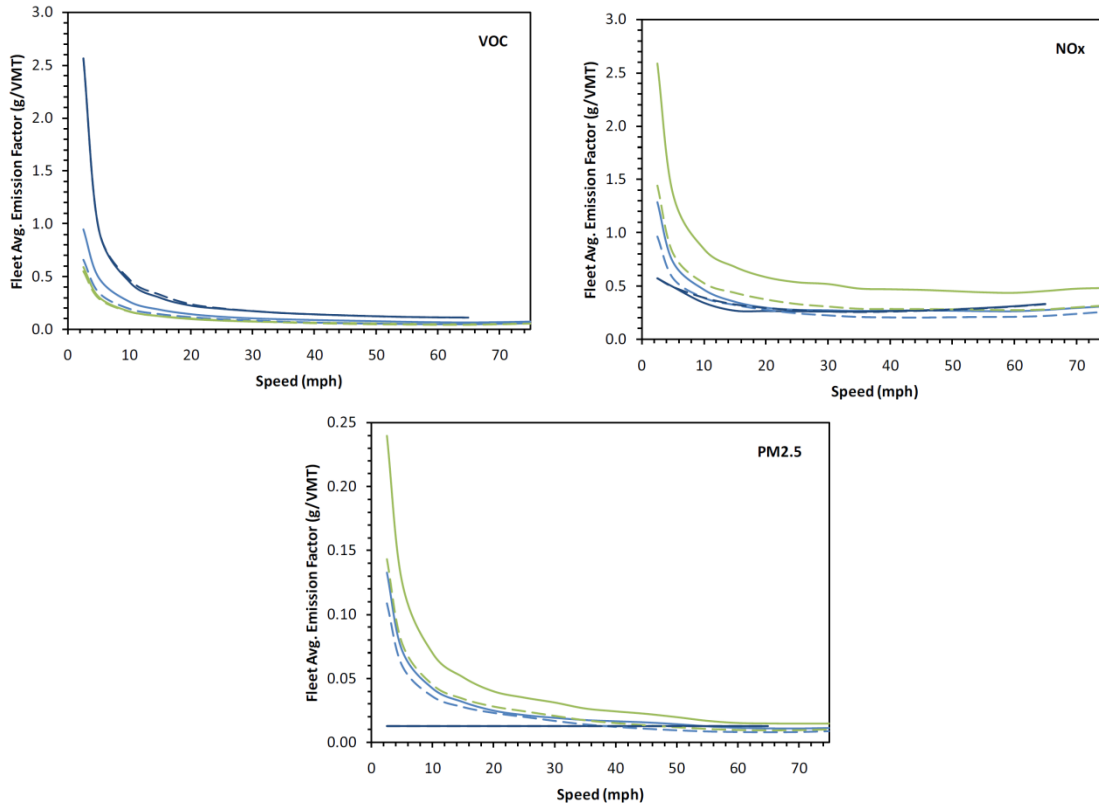 VOC
Fleet Avg. Emission Factor (g/VMT)
3.0
2.5
2.0
1.5
1.0
0.5
0.0
0 10 20 30 40 50 60 70
Speed (mph)
NOx
Fleet Avg. Emission Factor (g/VMT)
3.0
2.5
2.0
1.5
1.0
0.5
0.0
0 10 20 30 40 50 60 70
Speed (mph)
PM2.5
Fleet Avg. Emission Factor (g/VMT)
0.25
0.20
0.15
0.10
0.05
0.00
0 10 20 30 40 50 60 70
Speed (mph)